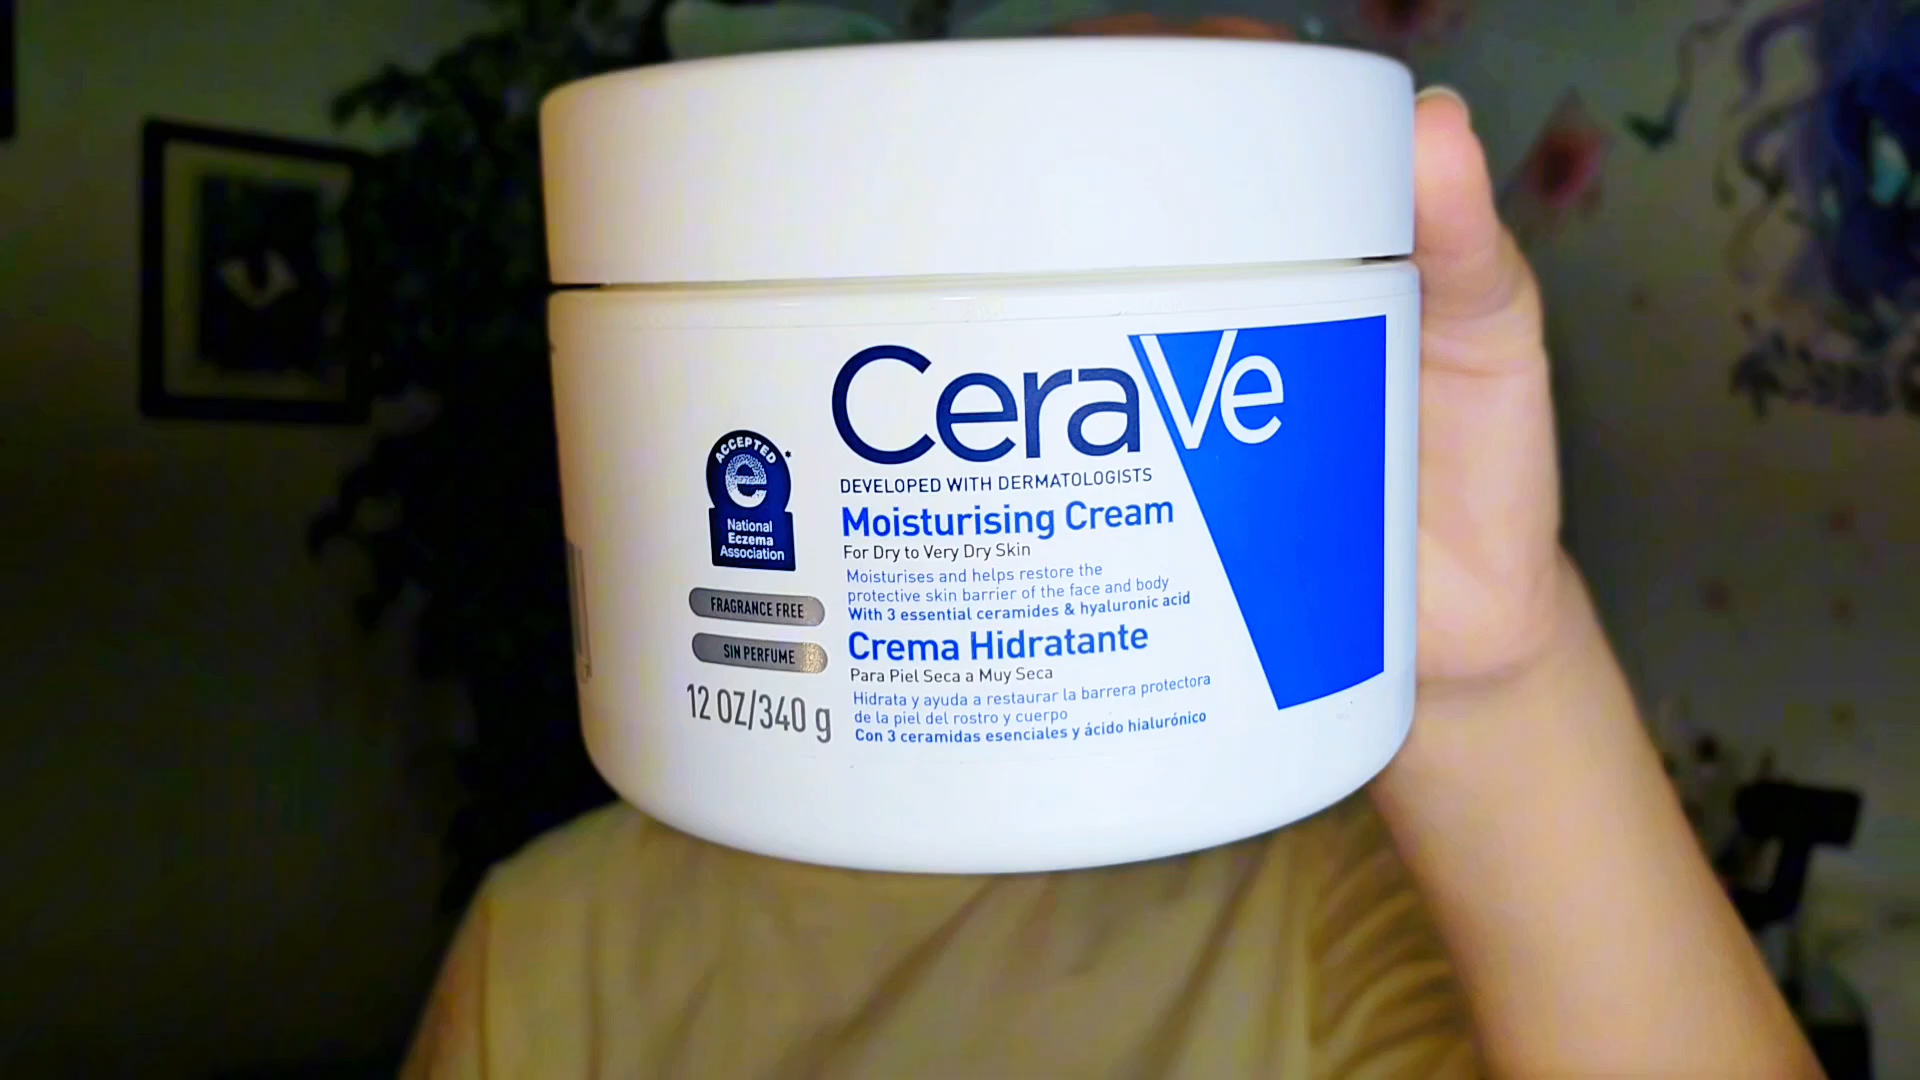 CeraVe
DEVELOPED WITH DERMATOLOGISTS
Moisturising Cream
For Dry to Very Dry Skin
Moisturises and helps restore the
protective skin barrier of the face and body
With 3 essential ceramides & hyaluronic acid
Crema Hidratante
Para Piel Seca a Muy Seca
Hidrata y ayuda a restaurar la barrera protectora
de la piel del rostro y cuerpo
Con 3 ceramidas esenciales y ácido hialurónico
ACCEPTED *
e
National
Eczema
Association
FRAGRANCE FREE
SIN PERFUME
12 OZ/340 g